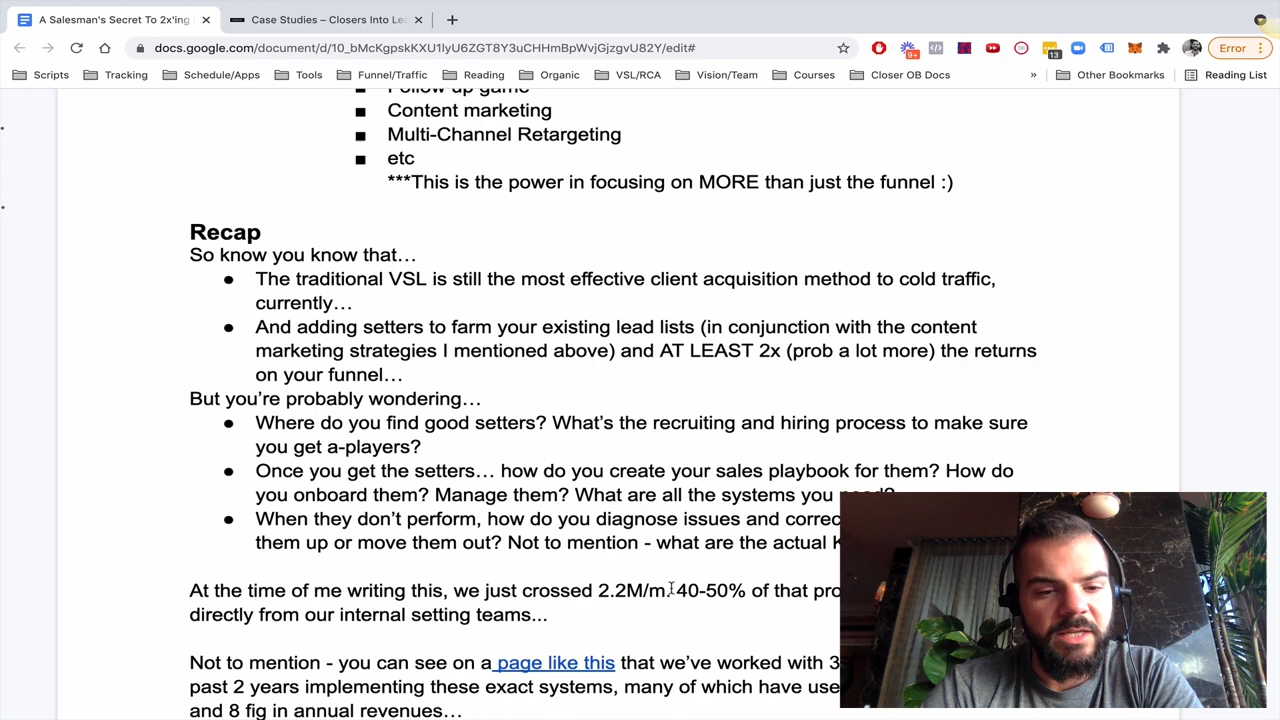 A Salesman's Secret To 2x'ing
Case Studies – Closers Into Le
docs.google.com/document/d/10_bMcKgpskKXU1lyU6ZGT8Y3uCHHmBpWvjGjzgvU82Y/edit#
9+
13
Error
Scripts
Tracking
Schedule/Apps
Tools
Funnel/Traffic
Reading
Organic
VSL/RCA
Vision/Team
Courses
Closer OB Docs
»
Other Bookmarks
Reading List
Follow up game
Content marketing
Multi-Channel Retargeting
etc
***This is the power in focusing on MORE than just the funnel :)
Recap
So know you know that…
The traditional VSL is still the most effective client acquisition method to cold traffic,
currently…
And adding setters to farm your existing lead lists (in conjunction with the content
marketing strategies I mentioned above) and AT LEAST 2x (prob a lot more) the returns
on your funnel…
But you're probably wondering…
Where do you find good setters? What's the recruiting and hiring process to make sure
you get a-players?
Once you get the setters… how do you create your sales playbook for them? How do
you onboard them? Manage them? What are all the systems you need?
When they don't perform, how do you diagnose issues and correc
them up or move them out? Not to mention - what are the actual K
At the time of me writing this, we just crossed 2.2M/m. 40-50% of that pro
directly from our internal setting teams...
Not to mention - you can see on a page like this that we've worked with 3
past 2 years implementing these exact systems, many of which have use
and 8 fig in annual revenues…